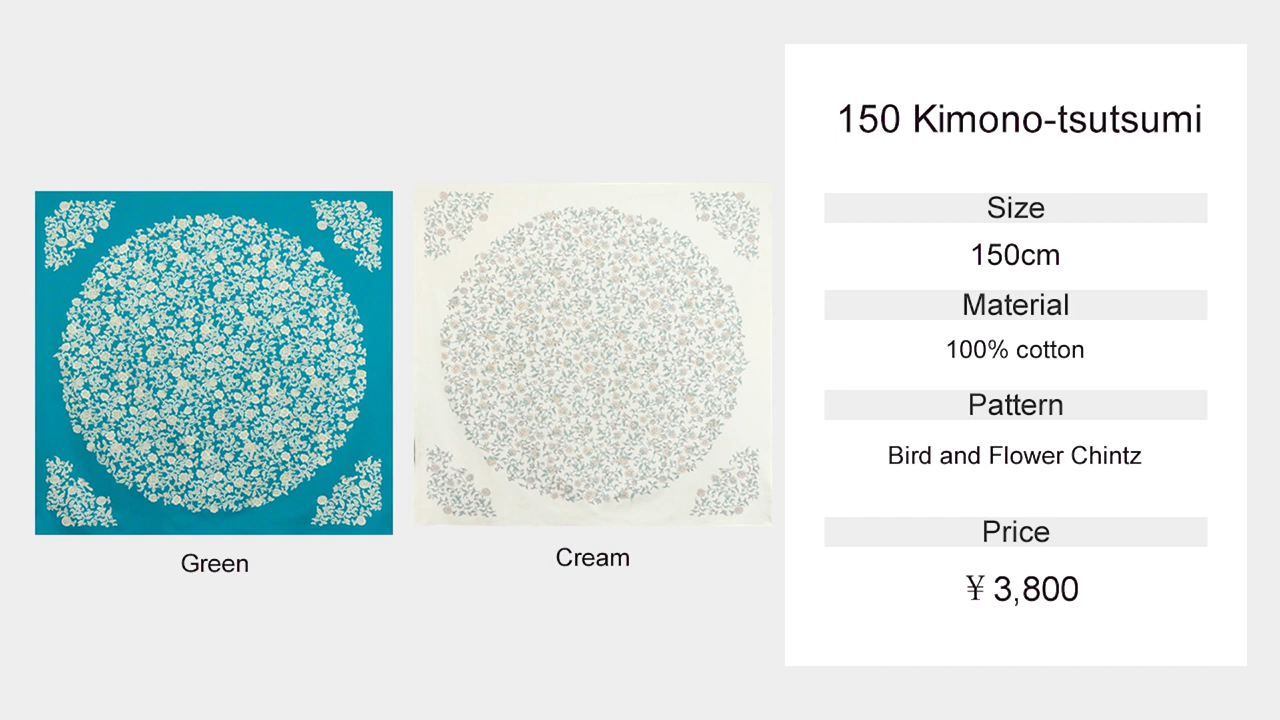 150 Kimono-tsutsumi
Size
150cm
Material
100% cotton
Pattern
Bird and Flower Chintz
Price
¥ 3,800
Green
Cream